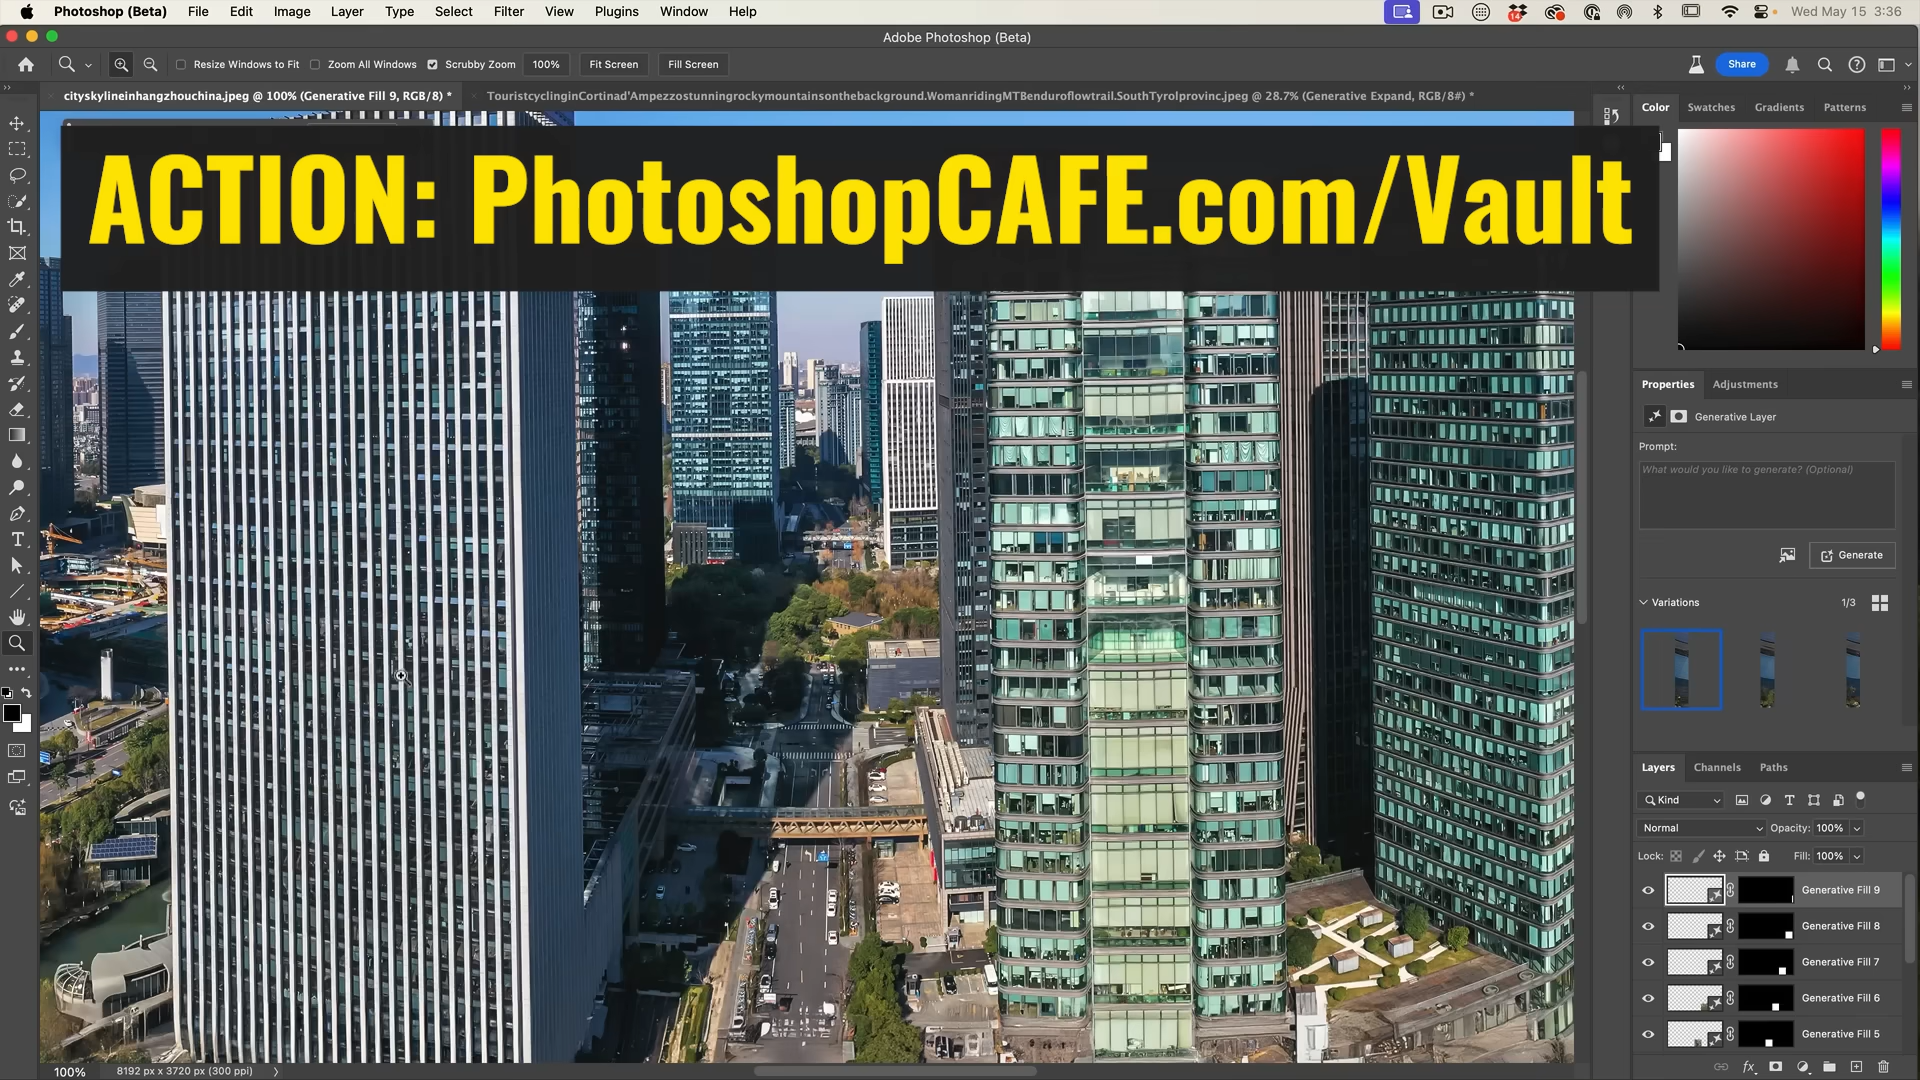 Photoshop (Beta) File Edit Image Layer Type Select Filter View Plugins Window Help
14
Wed May 15 3:36
Adobe Photoshop (Beta)
Resize Windows to Fit Zoom All Windows Scrubby Zoom 100% Fit Screen Fill Screen
Share
cityskylineinhangzhouchina.jpeg @ 100% (Generative Fill 9, RGB/8) *
TouristcyclinginCortinad'Ampezzostunningrockymountainsonthebackground.WomanridingMTBenduroflowtrail.SouthTyrolprovinc.jpeg @ 28.7% (Generative Expand, RGB/8#) *
Color Swatches Gradients Patterns
ACTION: PhotoshopCAFE.com/Vault
Properties Adjustments
Generative Layer
Prompt:
What would you like to generate? (Optional)
Generate
Variations 1/3
Layers Channels Paths
Kind
Normal Opacity: 100%
Lock: Fill: 100%
Generative Fill 9
Generative Fill 8
Generative Fill 7
Generative Fill 6
Generative Fill 5
100% 8192 px x 3720 px (300 ppi)
fx